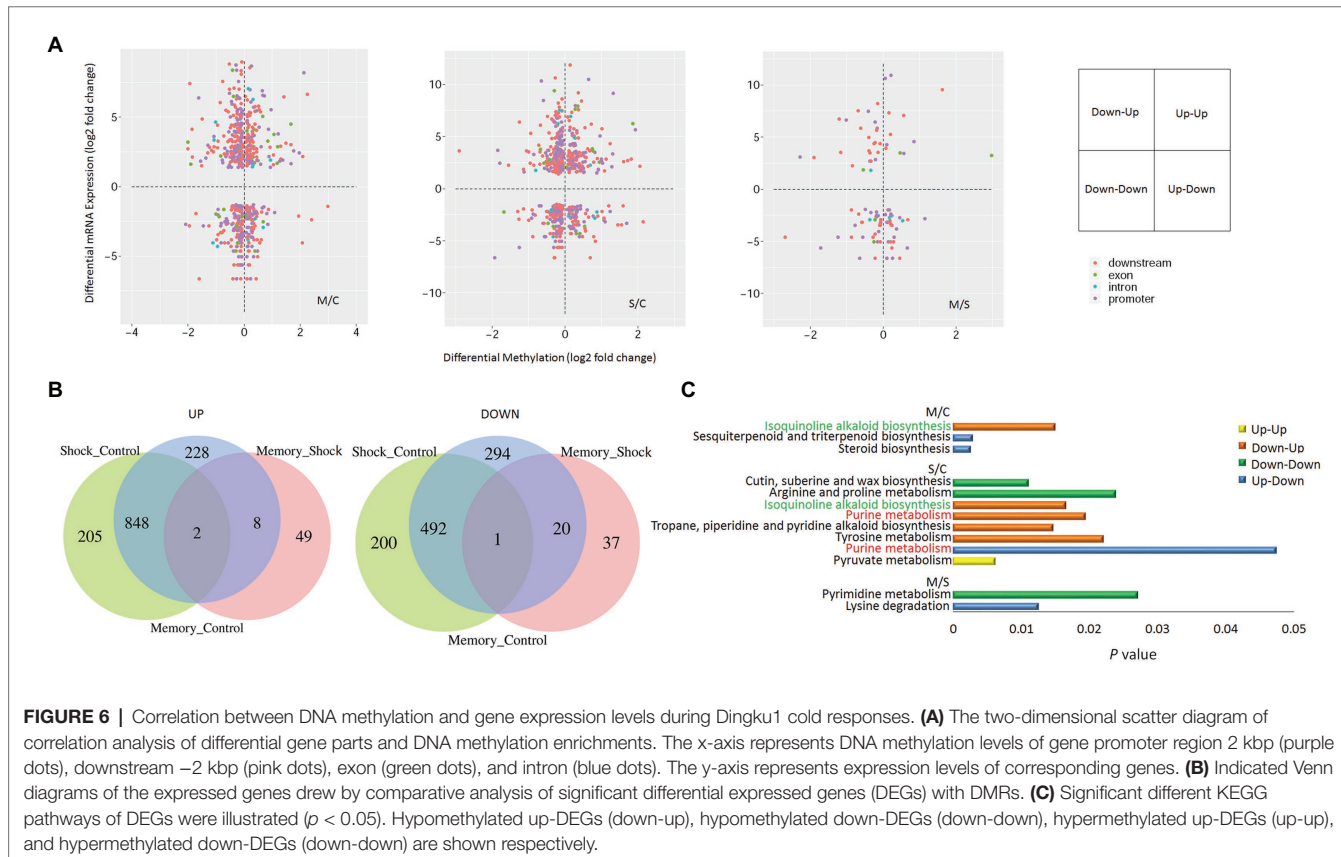 A
Differential mRNA Expression (log2 fold change)
5
0
−5
−4
−2
0
2
4
M/C
10
5
0
−5
−10
−2
0
2
S/C
10
5
0
−5
−10
−2
0
2
M/S
Differential Methylation (log2 fold change)
Down-Up
Up-Up
Down-Down
Up-Down
downstream
exon
intron
promoter
B
UP
Shock_Control
Memory_Shock
Memory_Control
228
205
848
2
8
49
DOWN
Shock_Control
Memory_Shock
Memory_Control
294
200
492
1
20
37
C
M/C
Isoquinoline alkaloid biosynthesis
Sesquiterpenoid and triterpenoid biosynthesis
Steroid biosynthesis
S/C
Cutin, suberine and wax biosynthesis
Arginine and proline metabolism
Isoquinoline alkaloid biosynthesis
Purine metabolism
Tropane, piperidine and pyridine alkaloid biosynthesis
Tyrosine metabolism
Purine metabolism
Pyruvate metabolism
M/S
Pyrimidine metabolism
Lysine degradation
0
0.01
0.02
0.03
0.04
0.05
P value
Up-Up
Down-Up
Down-Down
Up-Down
FIGURE 6 | Correlation between DNA methylation and gene expression levels during Dingku1 cold responses. (A) The two-dimensional scatter diagram of
correlation analysis of differential gene parts and DNA methylation enrichments. The x-axis represents DNA methylation levels of gene promoter region 2 kbp (purple
dots), downstream −2 kbp (pink dots), exon (green dots), and intron (blue dots). The y-axis represents expression levels of corresponding genes. (B) Indicated Venn
diagrams of the expressed genes drew by comparative analysis of significant differential expressed genes (DEGs) with DMRs. (C) Significant different KEGG
pathways of DEGs were illustrated (p < 0.05). Hypomethylated up-DEGs (down-up), hypomethylated down-DEGs (down-down), hypermethylated up-DEGs (up-up),
and hypermethylated down-DEGs (down-down) are shown respectively.